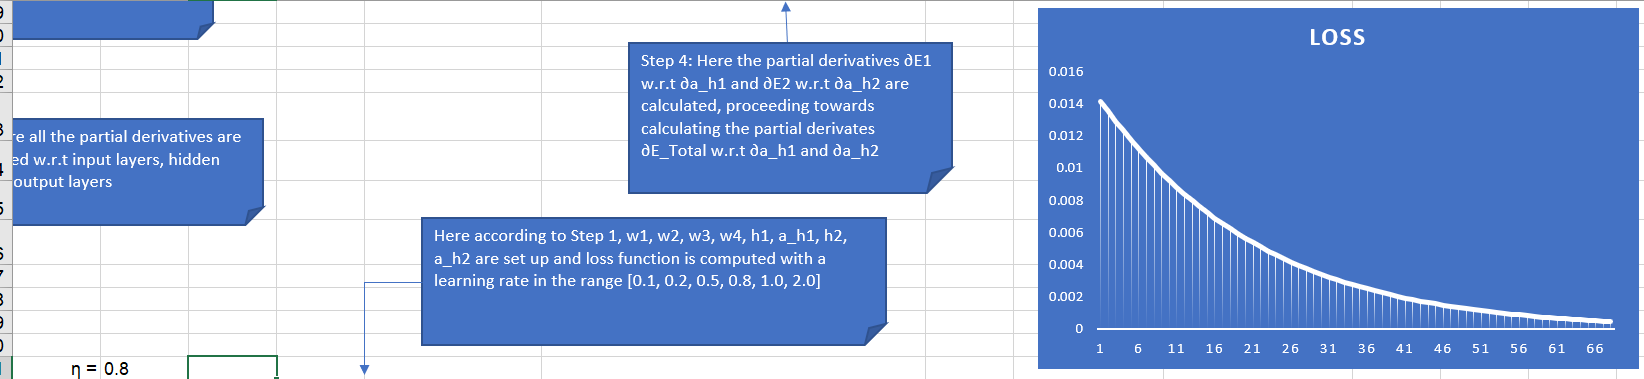 Step 4: Here the partial derivatives ∂E1
w.r.t ∂a_h1 and ∂E2 w.r.t ∂a_h2 are
calculated, proceeding towards
calculating the partial derivates
∂E_Total w.r.t ∂a_h1 and ∂a_h2
all the partial derivatives are
w.r.t input layers, hidden
output layers
Here according to Step 1, w1, w2, w3, w4, h1, a_h1, h2,
a_h2 are set up and loss function is computed with a
learning rate in the range [0.1, 0.2, 0.5, 0.8, 1.0, 2.0]
η = 0.8
LOSS
0.016
0.014
0.012
0.01
0.008
0.006
0.004
0.002
0
1 6 11 16 21 26 31 36 41 46 51 56 61 66